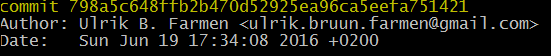 commit 798a5c648ffb2b470d52925ea96ca5eefa751421
Author: Ulrik B. Farmen <ulrik.bruun.farmen@gmail.com>
Date:   Sun Jun 19 17:34:08 2016 +0200